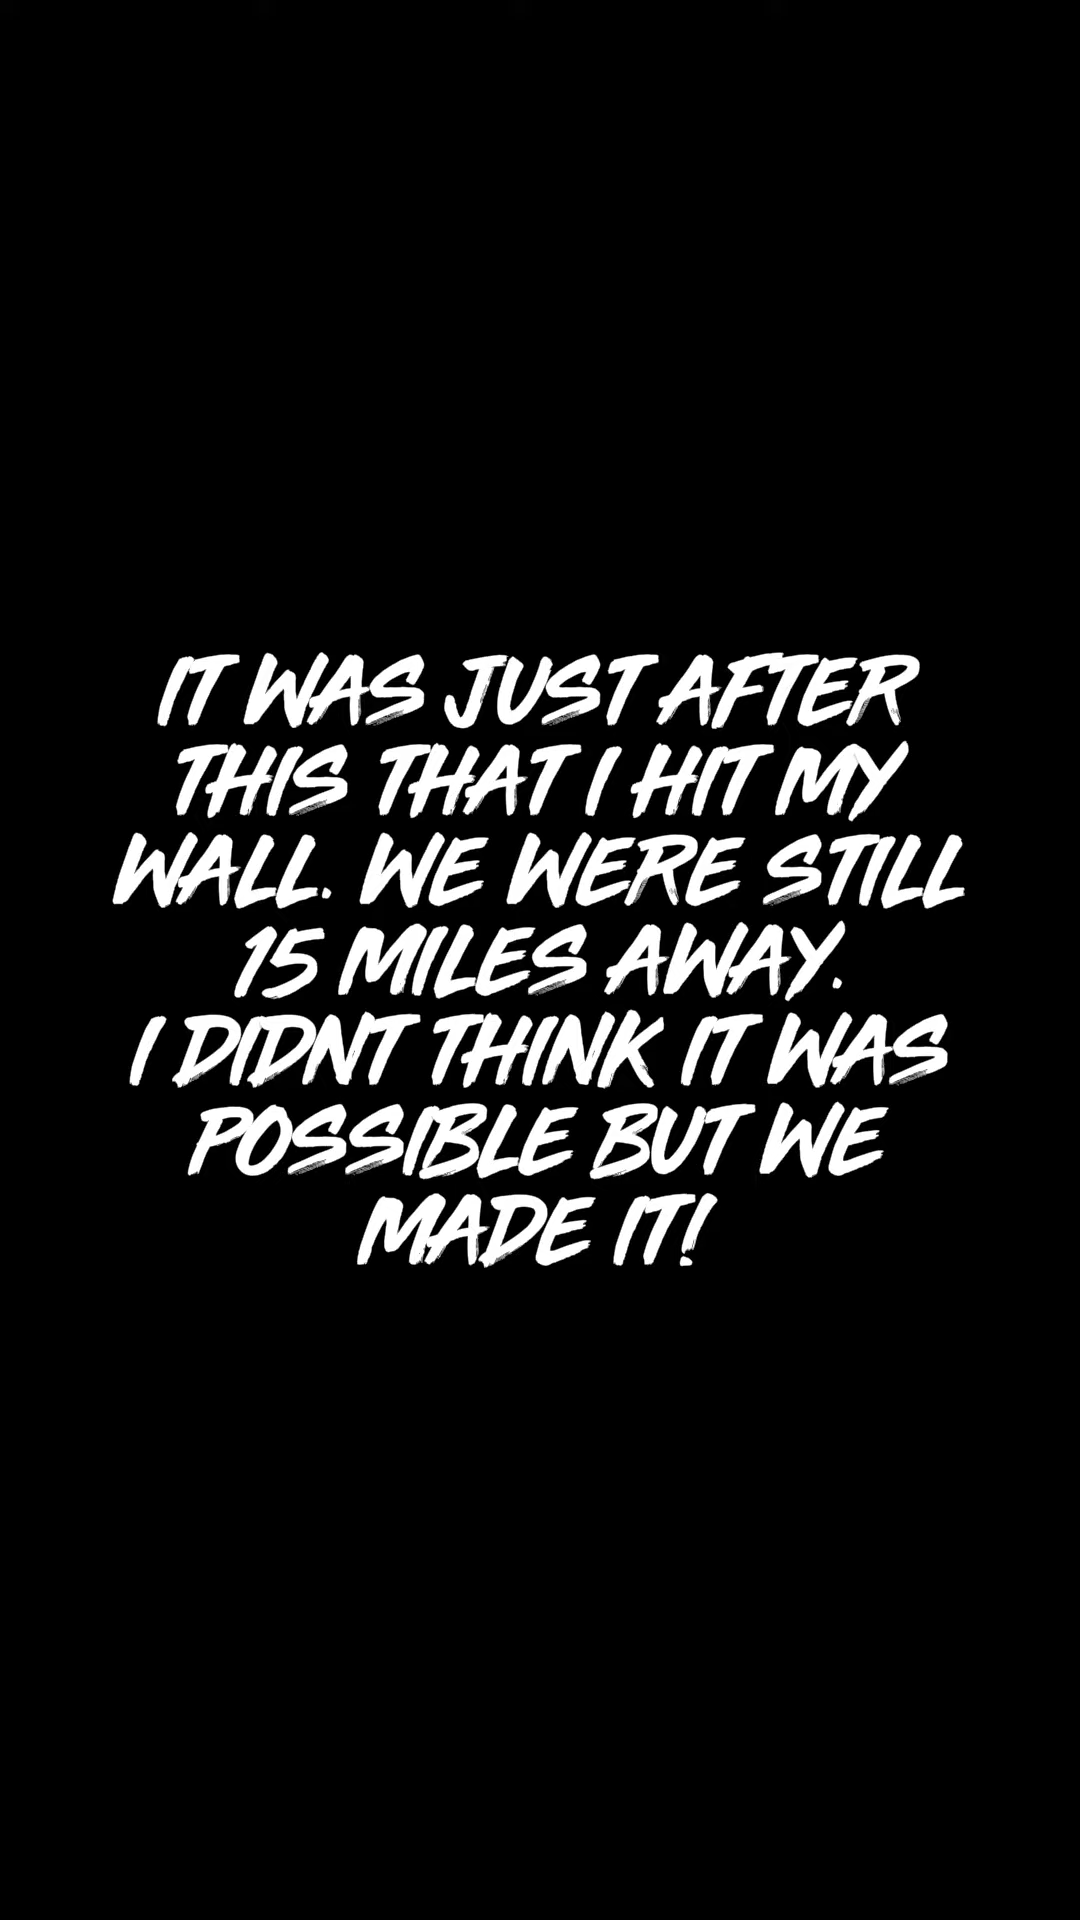 IT WAS JUST AFTER
THIS THAT I HIT MY
WALL. WE WERE STILL
15 MILES AWAY.
I DIDNT THINK IT WAS
POSSIBLE BUT WE
MADE IT!